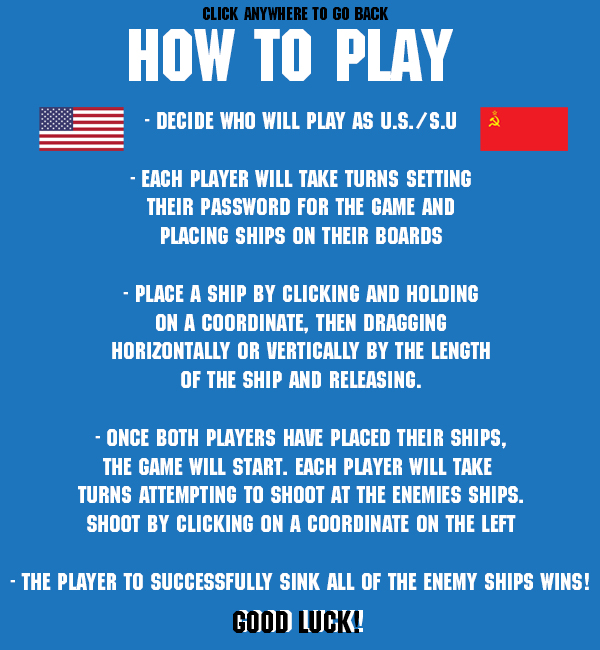 CLICK ANYWHERE TO GO BACK
HOW TO PLAY
- DECIDE WHO WILL PLAY AS U.S./S.U
- EACH PLAYER WILL TAKE TURNS SETTING
THEIR PASSWORD FOR THE GAME AND
PLACING SHIPS ON THEIR BOARDS
- PLACE A SHIP BY CLICKING AND HOLDING
ON A COORDINATE, THEN DRAGGING
HORIZONTALLY OR VERTICALLY BY THE LENGTH
OF THE SHIP AND RELEASING.
- ONCE BOTH PLAYERS HAVE PLACED THEIR SHIPS,
THE GAME WILL START. EACH PLAYER WILL TAKE
TURNS ATTEMPTING TO SHOOT AT THE ENEMIES SHIPS.
SHOOT BY CLICKING ON A COORDINATE ON THE LEFT
- THE PLAYER TO SUCCESSFULLY SINK ALL OF THE ENEMY SHIPS WINS!
GOOD LUCK!